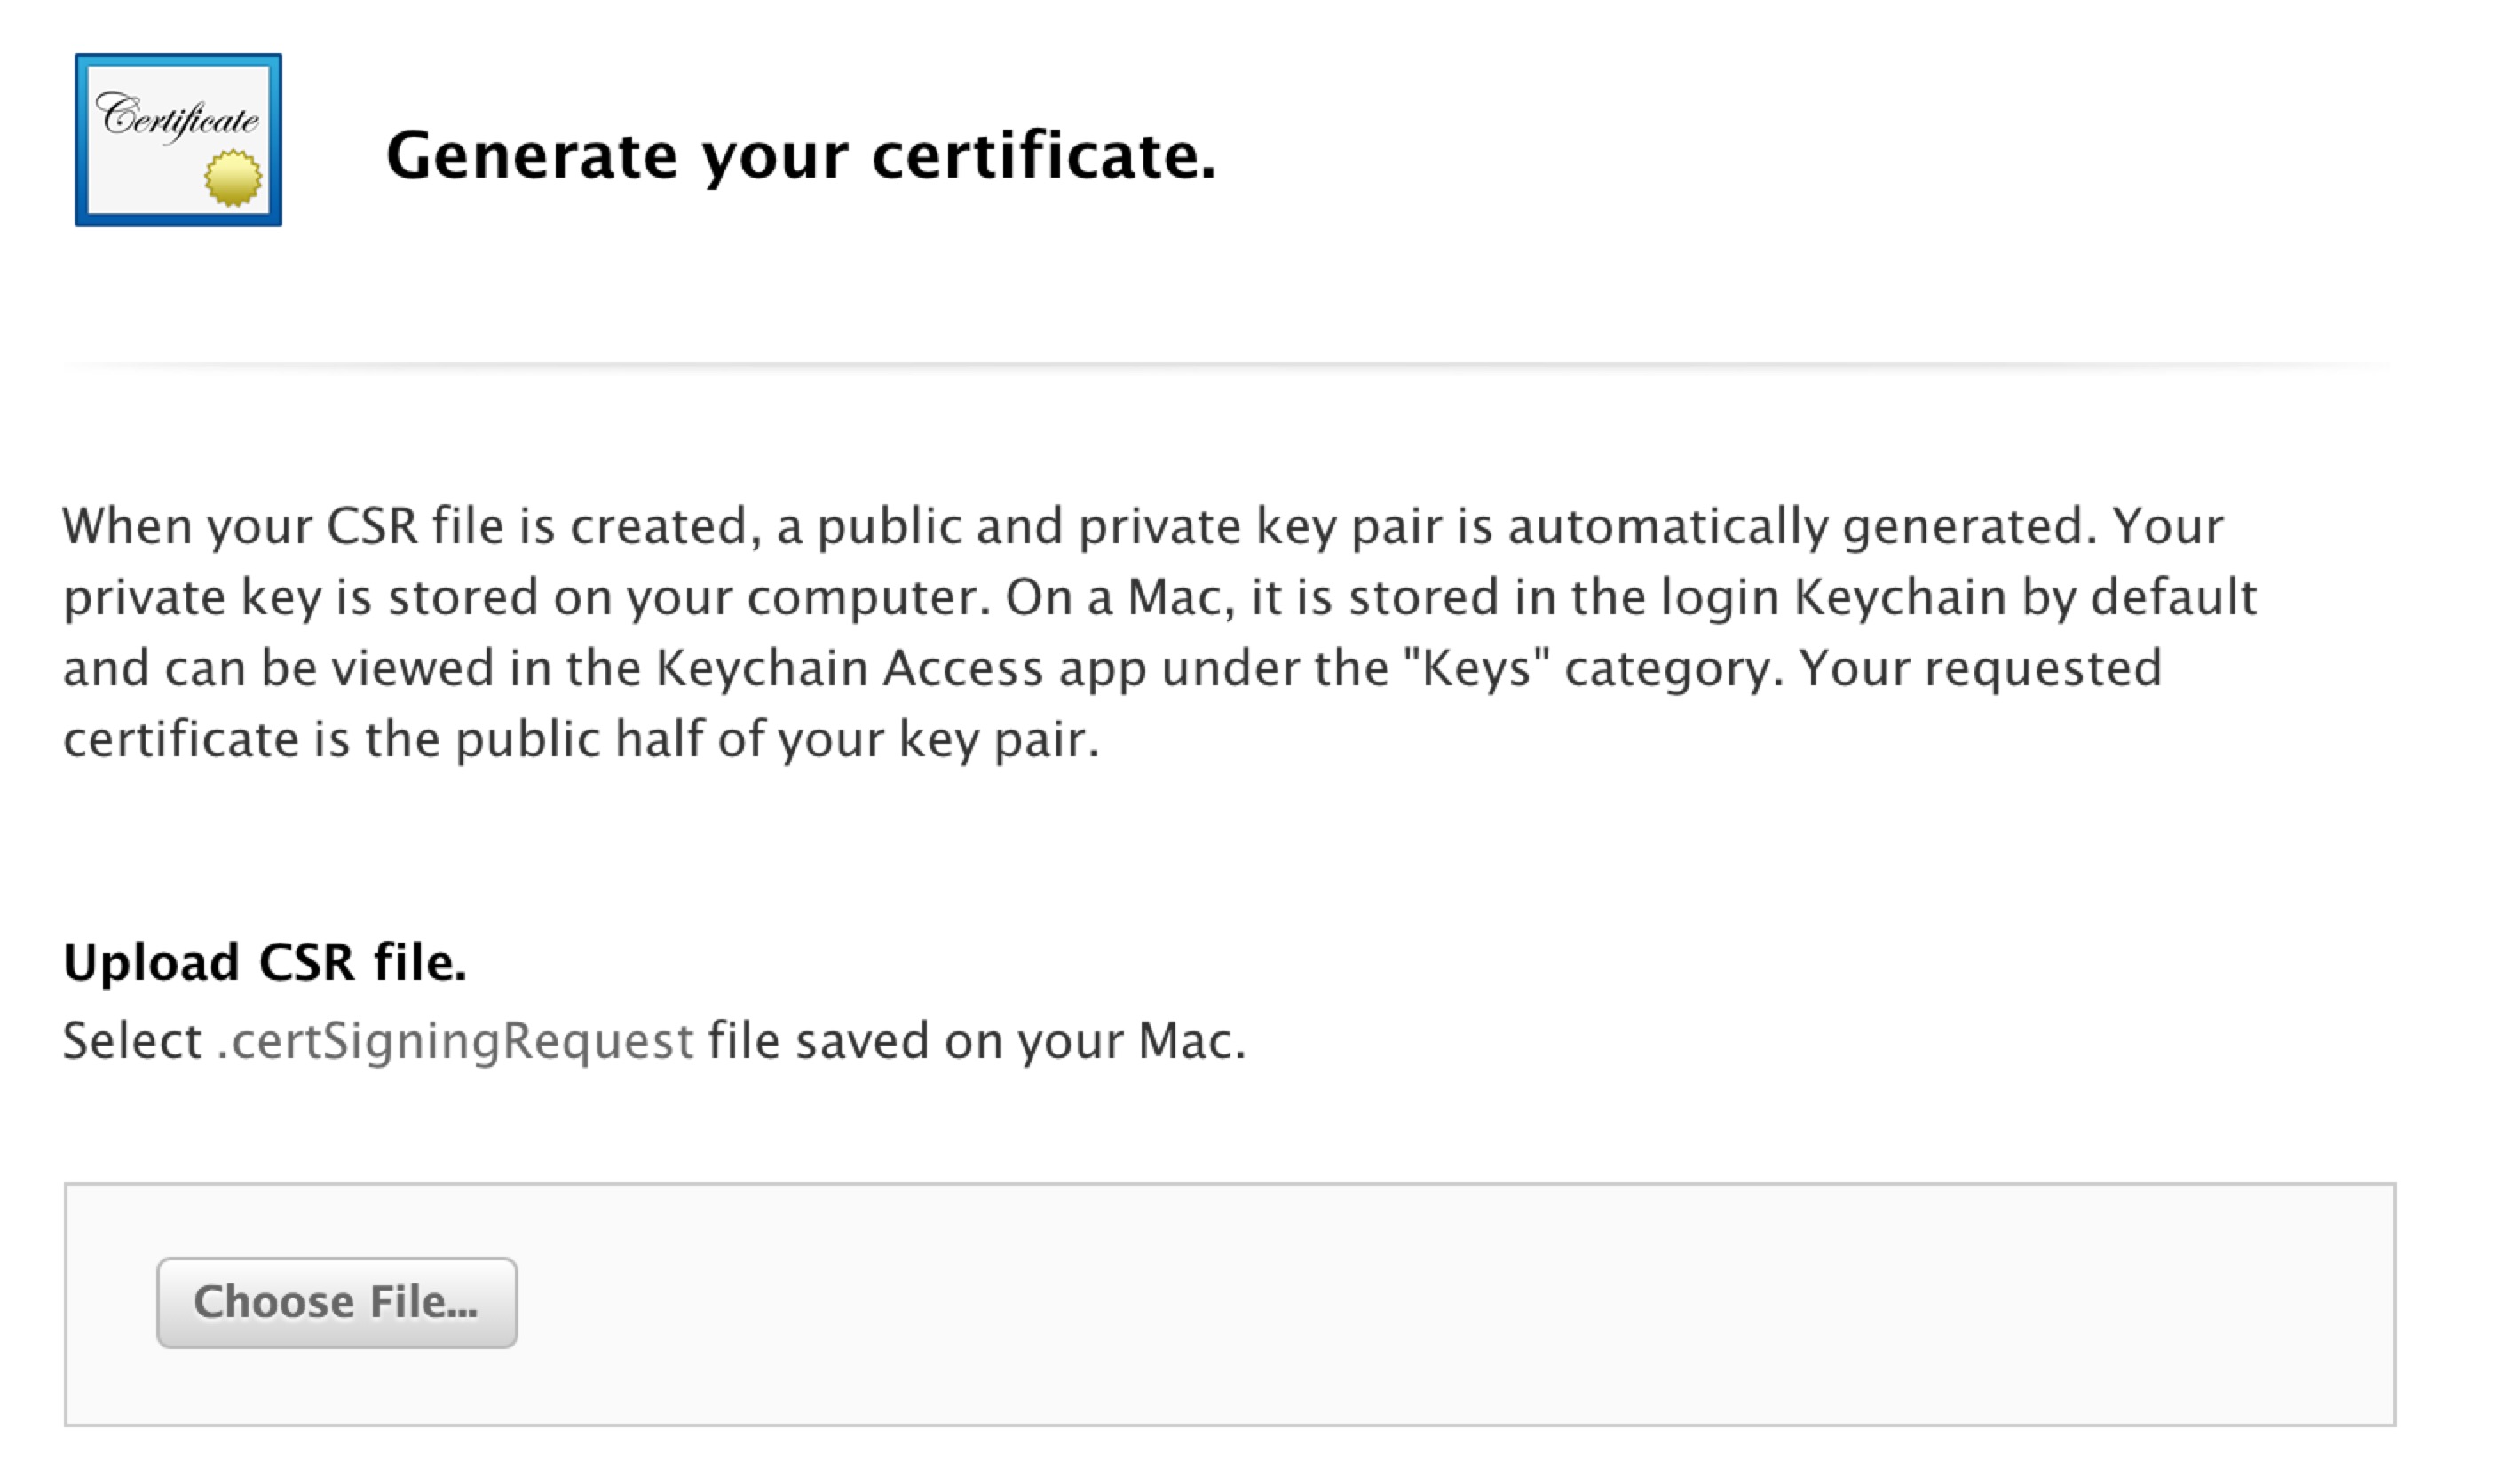 Certificate
Generate your certificate.
When your CSR file is created, a public and private key pair is automatically generated. Your
private key is stored on your computer. On a Mac, it is stored in the login Keychain by default
and can be viewed in the Keychain Access app under the "Keys" category. Your requested
certificate is the public half of your key pair.
Upload CSR file.
Select .certSigningRequest file saved on your Mac.
Choose File...